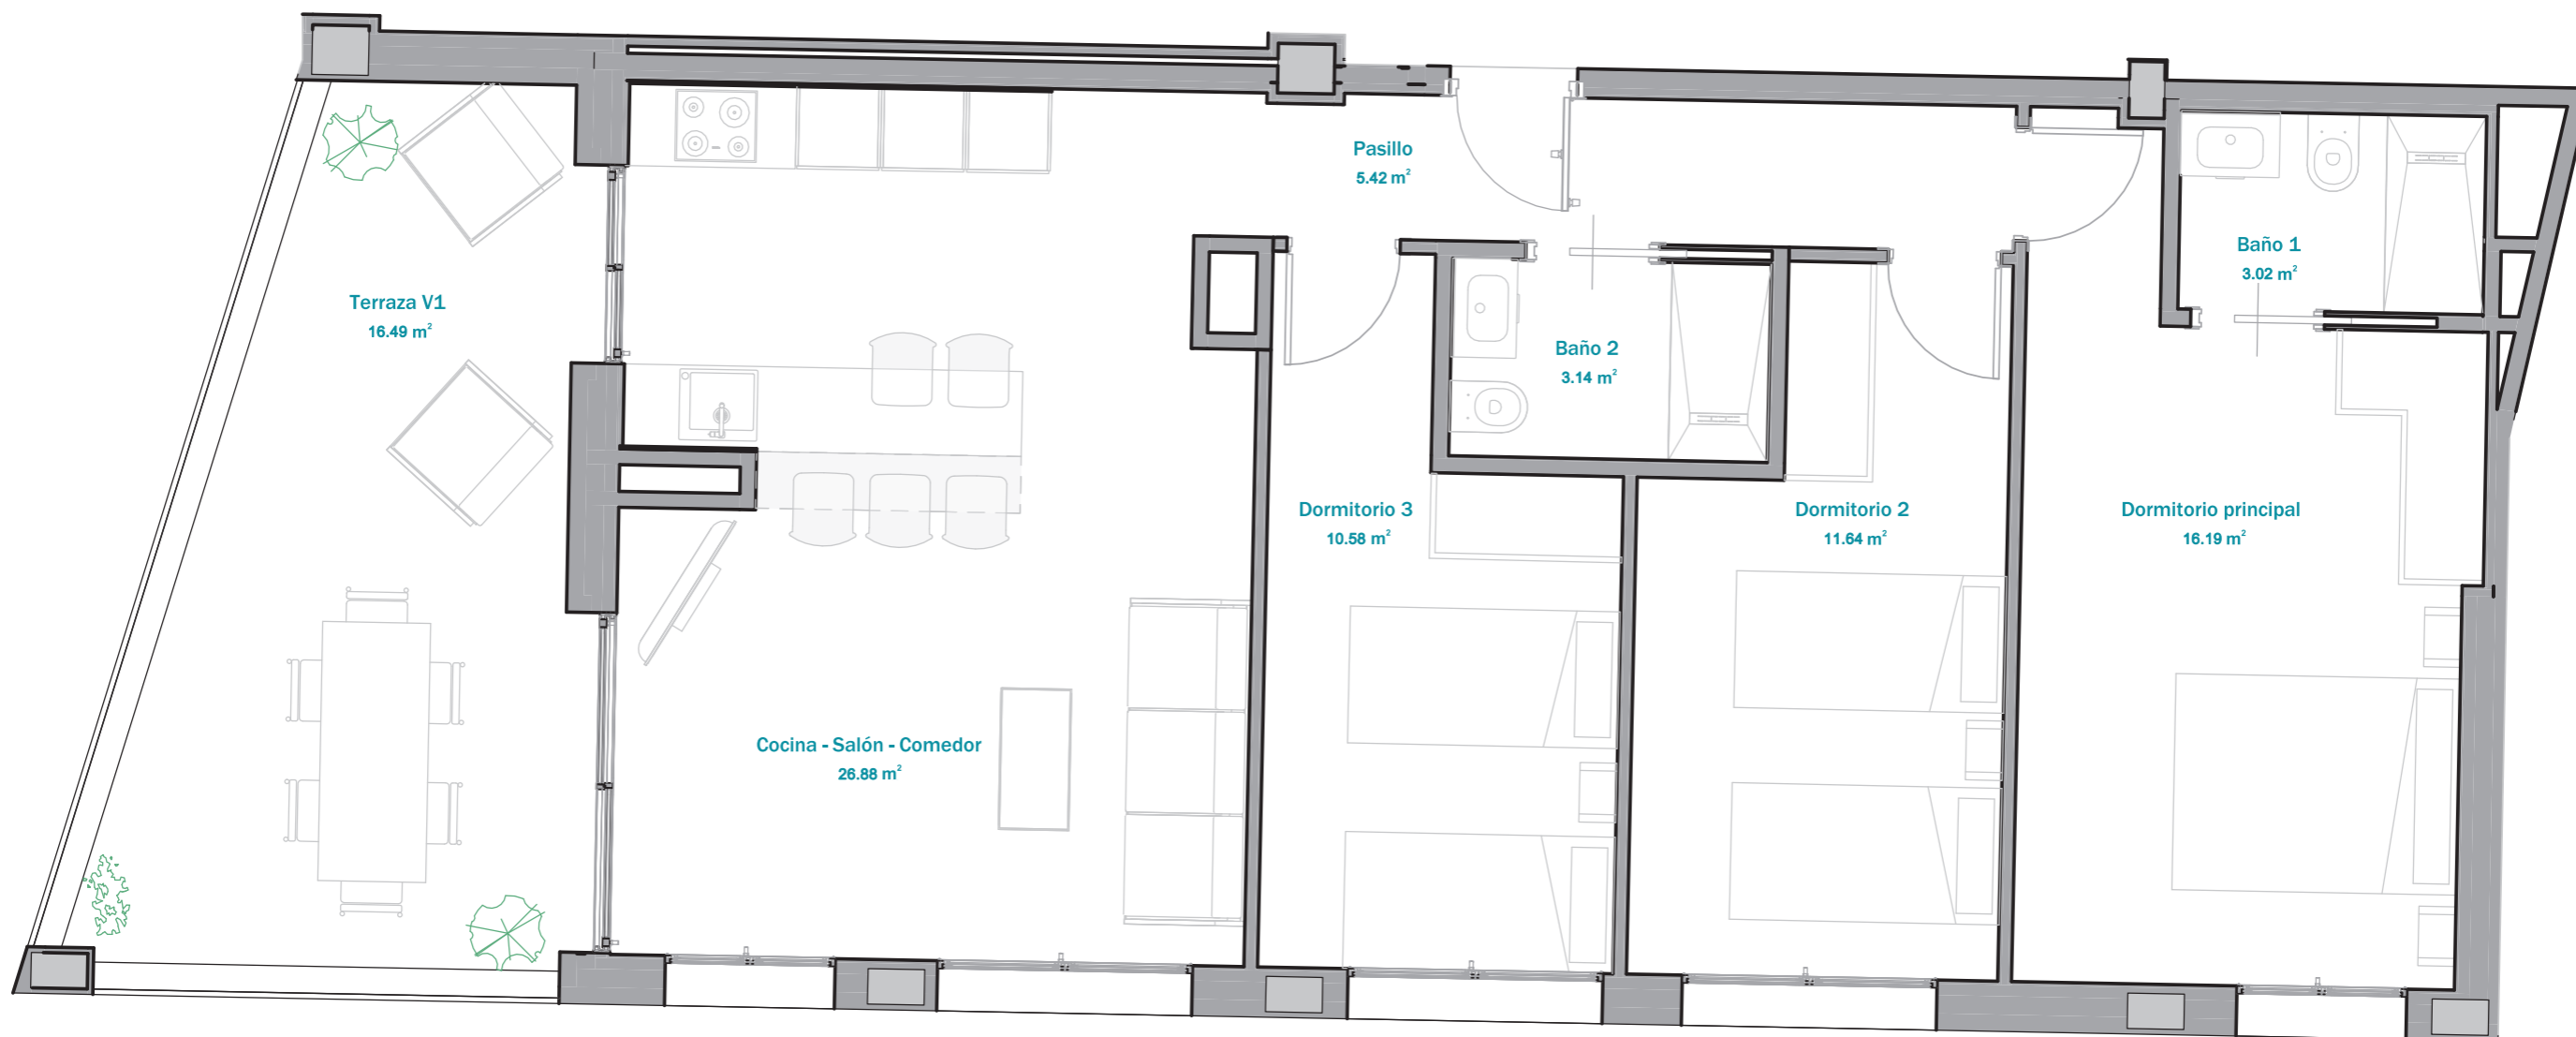 Pasillo
5.42 m²
Baño 1
3.02 m²
Terraza V1
16.49 m²
Baño 2
3.14 m²
Dormitorio 3
10.58 m²
Dormitorio 2
11.64 m²
Dormitorio principal
16.19 m²
Cocina - Salón - Comedor
26.88 m²